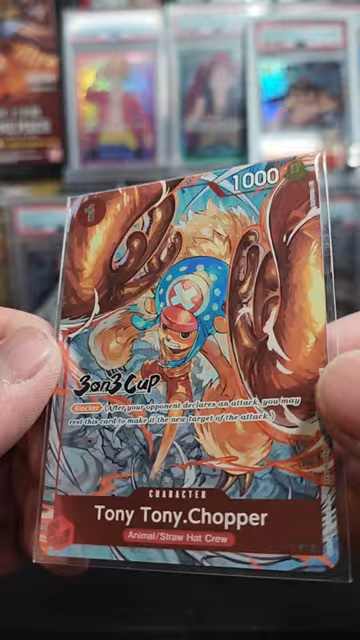 1
1000
3on3 CUP
Blocker (After your opponent declares an attack, you may
rest this card to make it the new target of the attack.)
CHARACTER
Tony Tony.Chopper
Animal/Straw Hat Crew